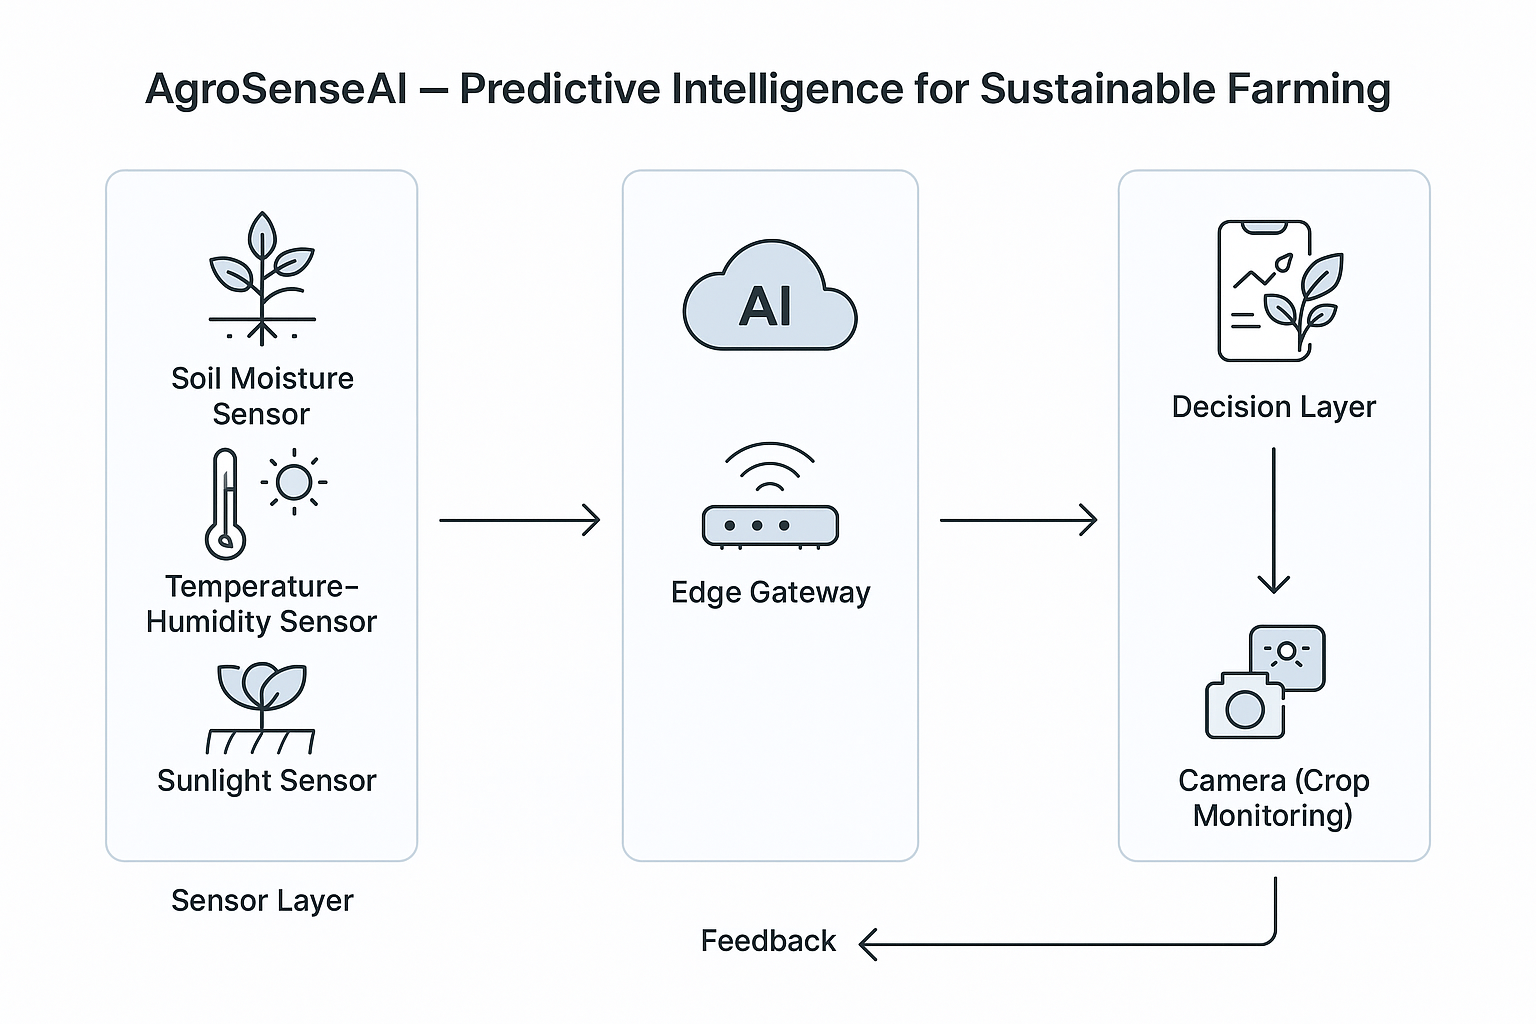 AgroSenseAI – Predictive Intelligence for Sustainable Farming
Soil Moisture
Sensor
Temperature–
Humidity Sensor
Sunlight Sensor
Sensor Layer
AI
Edge Gateway
Decision Layer
Camera (Crop
Monitoring)
Feedback